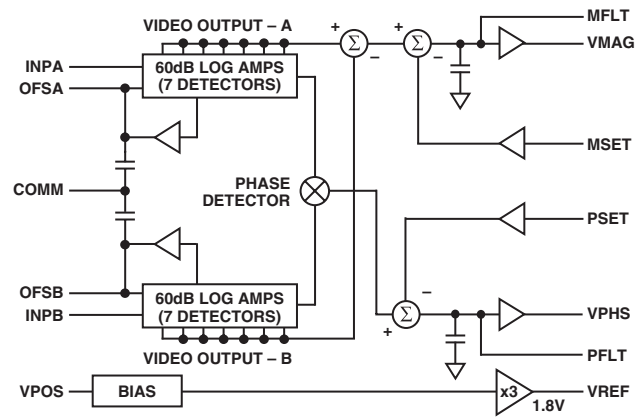 VIDEO OUTPUT – A
MFLT
VMAG
INPA
OFSA
60dB LOG AMPS
(7 DETECTORS)
+
Σ
–
+
Σ
–
MSET
COMM
PHASE
DETECTOR
PSET
OFSB
INPB
60dB LOG AMPS
(7 DETECTORS)
–
Σ
+
VPHS
PFLT
VIDEO OUTPUT – B
VPOS
BIAS
x3
1.8V
VREF